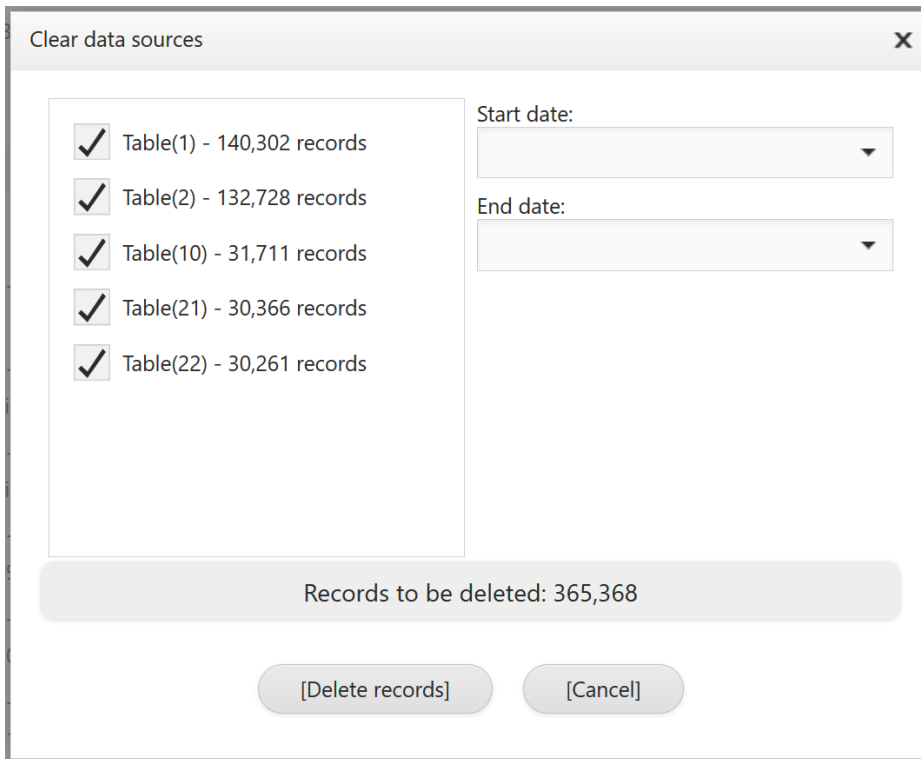 Clear data sources
Table(1) - 140,302 records
Table(2) - 132,728 records
Table(10) - 31,711 records
Table(21) - 30,366 records
Table(22) - 30,261 records
Start date:
End date:
Records to be deleted: 365,368
[Delete records]
[Cancel]